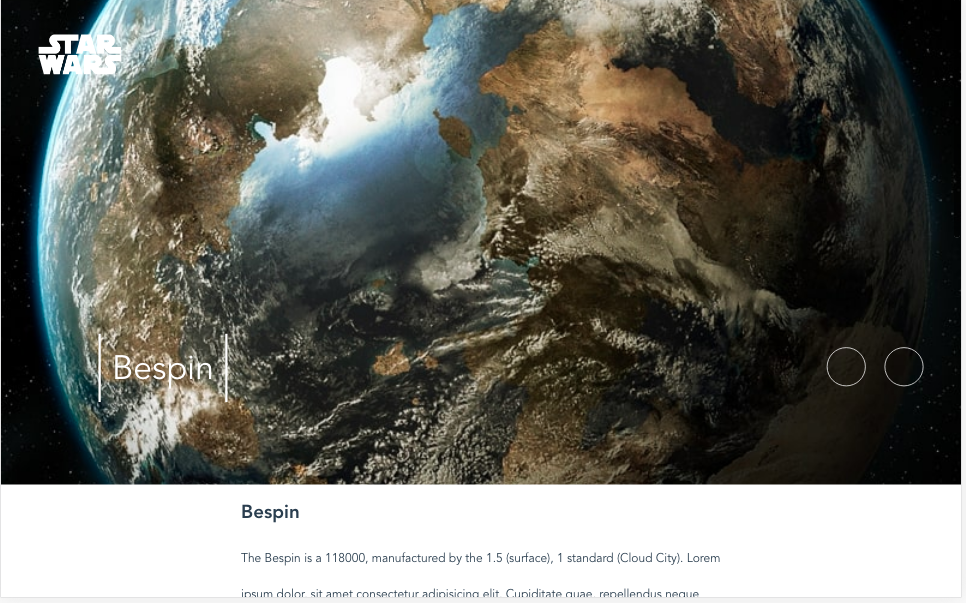 STAR
WARS
Bespin
Bespin
The Bespin is a 118000, manufactured by the 1.5 (surface), 1 standard (Cloud City). Lorem
ipsum dolor, sit amet consectetur adipisicing elit. Cupiditate quae, repellendus neque